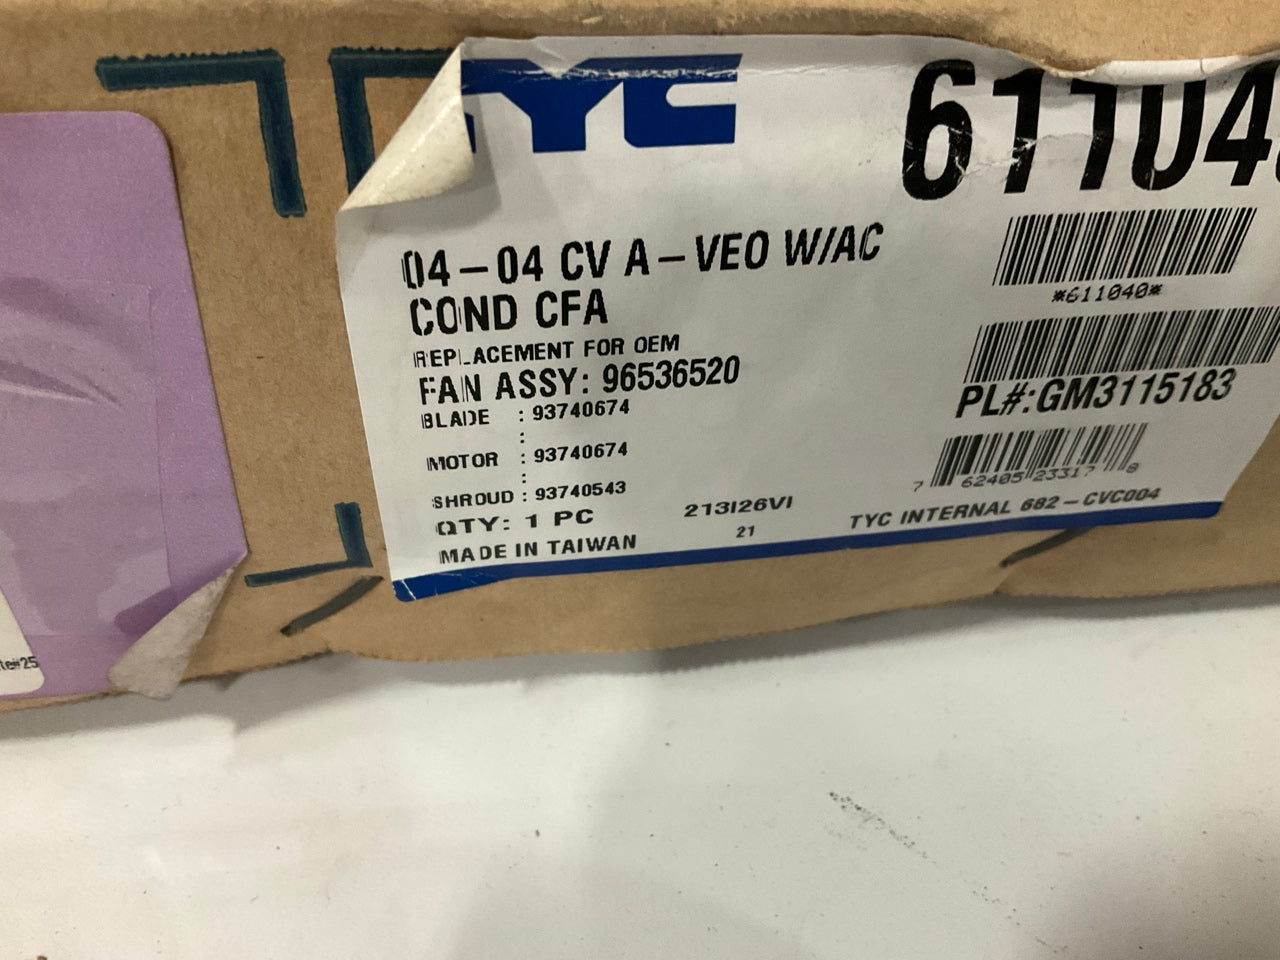 TYC
61104
04-04 CV A-VEO W/AC
COND CFA
REPLACEMENT FOR OEM
FAN ASSY: 96536520
BLADE : 93740674
:
MOTOR : 93740674
:
SHROUD : 93740543
QTY: 1 PC
213I26VI
MADE IN TAIWAN
21
*611040*
PL#:GM3115183
7 62405 23317 8
TYC INTERNAL 682-CVC004
te#25